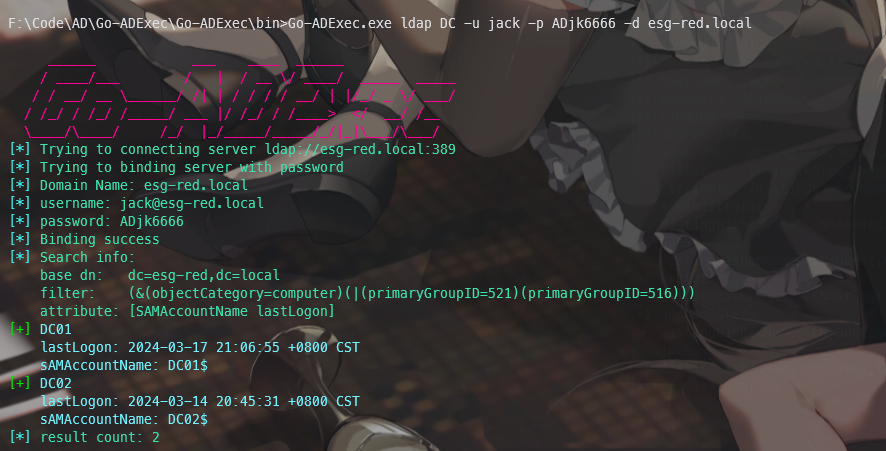 F:\Code\AD\Go-ADExec\Go-ADExec\bin>Go-ADExec.exe ldap DC -u jack -p ADjk6666 -d esg-red.local
[*] Trying to connecting server ldap://esg-red.local:389
[*] Trying to binding server with password
[*] Domain Name: esg-red.local
[*] username: jack@esg-red.local
[*] password: ADjk6666
[*] Binding success
[*] Search info:
base dn: dc=esg-red,dc=local
filter: (&(objectCategory=computer)(|(primaryGroupID=521)(primaryGroupID=516)))
attribute: [SAMAccountName lastLogon]
[+] DC01
lastLogon: 2024-03-17 21:06:55 +0800 CST
sAMAccountName: DC01$
[+] DC02
lastLogon: 2024-03-14 20:45:31 +0800 CST
sAMAccountName: DC02$
[*] result count: 2